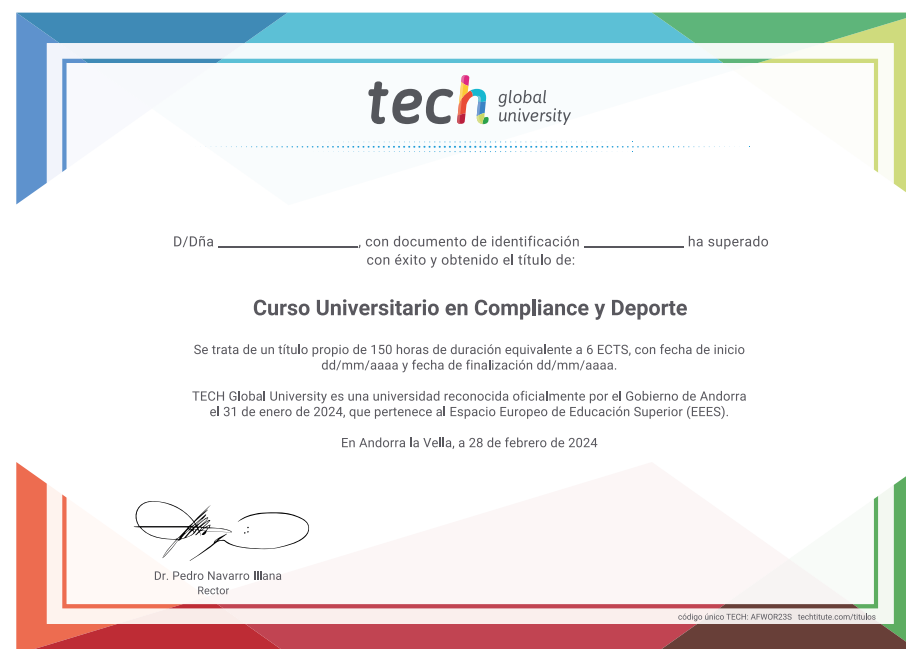 tech global
university
D/Dña ____________________, con documento de identificación ______________ ha superado
con éxito y obtenido el título de:
Curso Universitario en Compliance y Deporte
Se trata de un título propio de 150 horas de duración equivalente a 6 ECTS, con fecha de inicio
dd/mm/aaaa y fecha de finalización dd/mm/aaaa.
TECH Global University es una universidad reconocida oficialmente por el Gobierno de Andorra
el 31 de enero de 2024, que pertenece al Espacio Europeo de Educación Superior (EEES).
En Andorra la Vella, a 28 de febrero de 2024
Dr. Pedro Navarro Illana
Rector
código único TECH: AFWOR23S techtitute.com/titulos